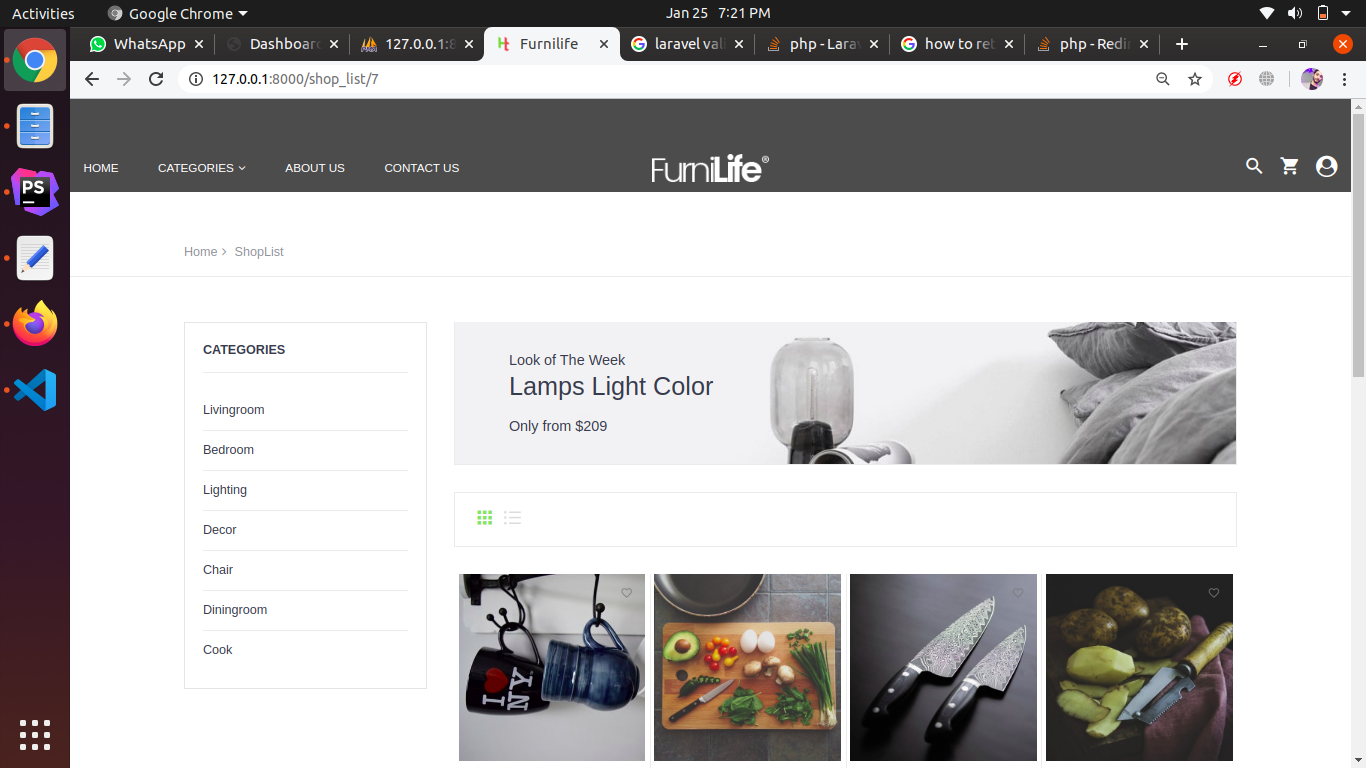 Activities
Google Chrome
Jan 25 7:21 PM
WhatsApp
Dashboard
127.0.0.1:8
Furnilife
laravel vali
php - Larav
how to ret
php - Redir
127.0.0.1:8000/shop_list/7
PS
HOME
CATEGORIES
ABOUT US
CONTACT US
FurniLife®
Home
ShopList
CATEGORIES
Livingroom
Bedroom
Lighting
Decor
Chair
Diningroom
Cook
Look of The Week
Lamps Light Color
Only from $209
I
NY